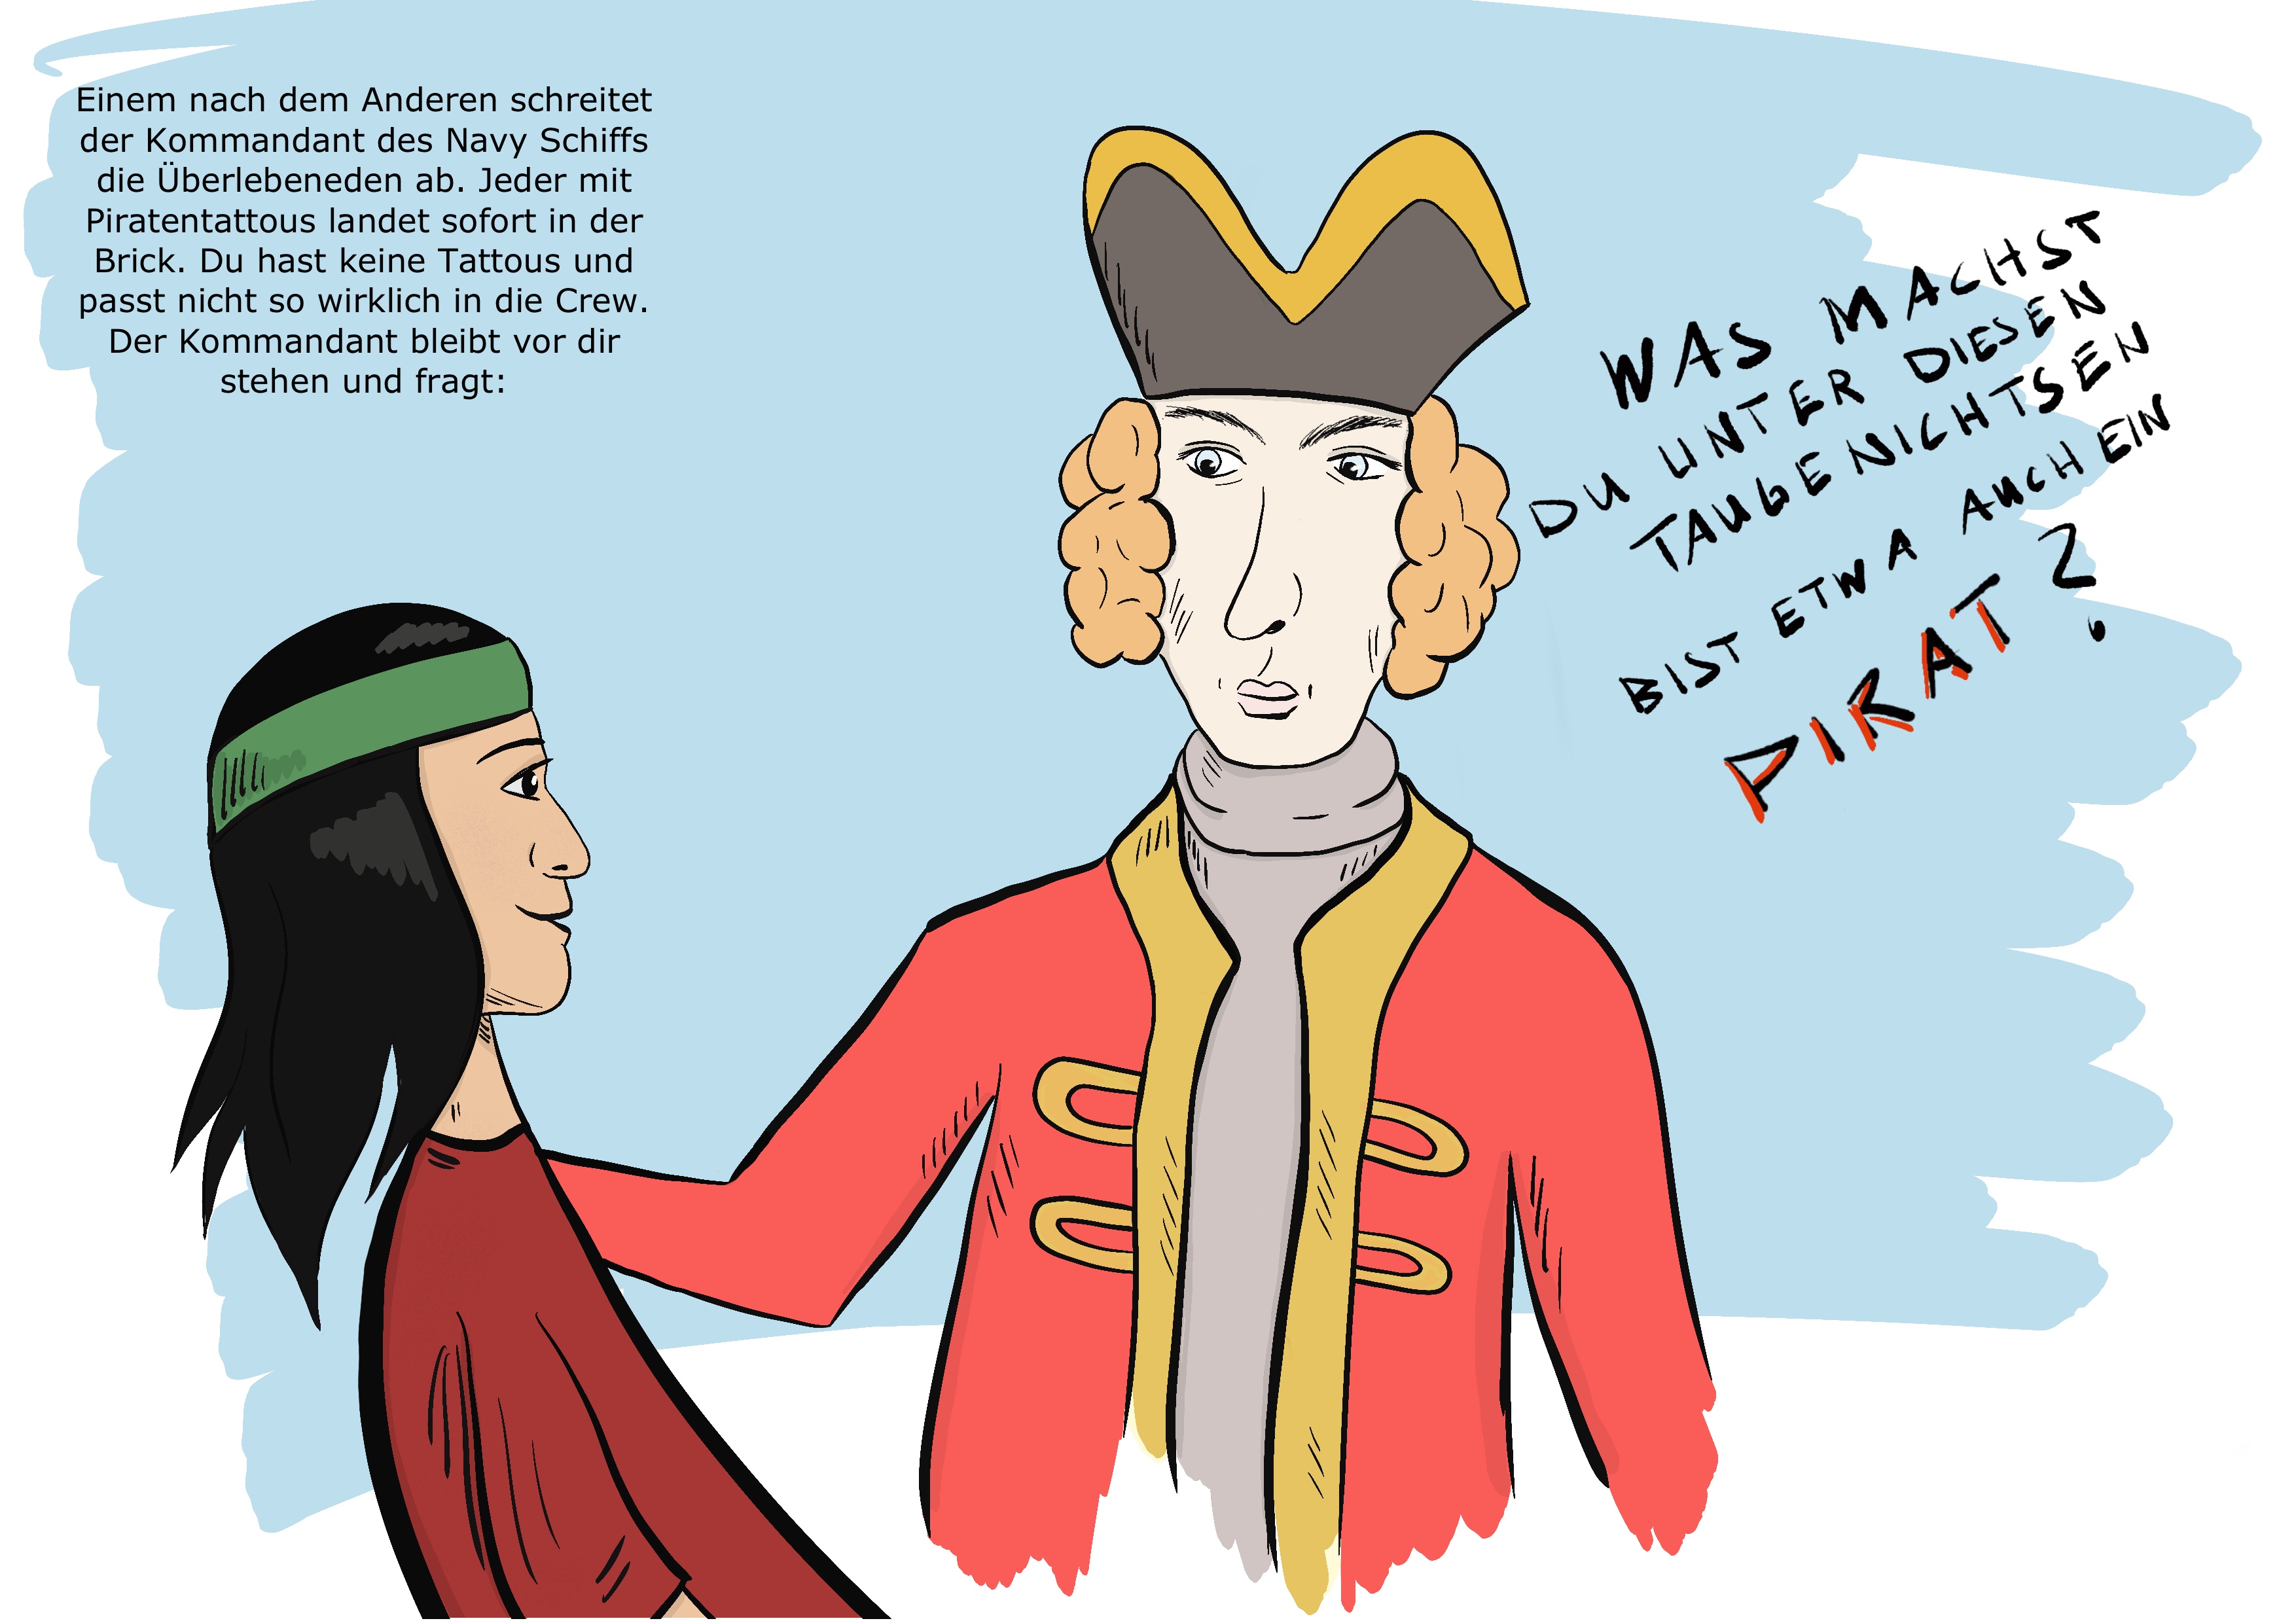 Einem nach dem Anderen schreitet
der Kommandant des Navy Schiffs
die Überlebeneden ab. Jeder mit
Piratentattous landet sofort in der
Brick. Du hast keine Tattous und
passt nicht so wirklich in die Crew.
Der Kommandant bleibt vor dir
stehen und fragt:
WAS MACHST
DU UNTER DIESEN
TAUGENICHTSEN
BIST ETWA AUCH EIN
PIRAT?